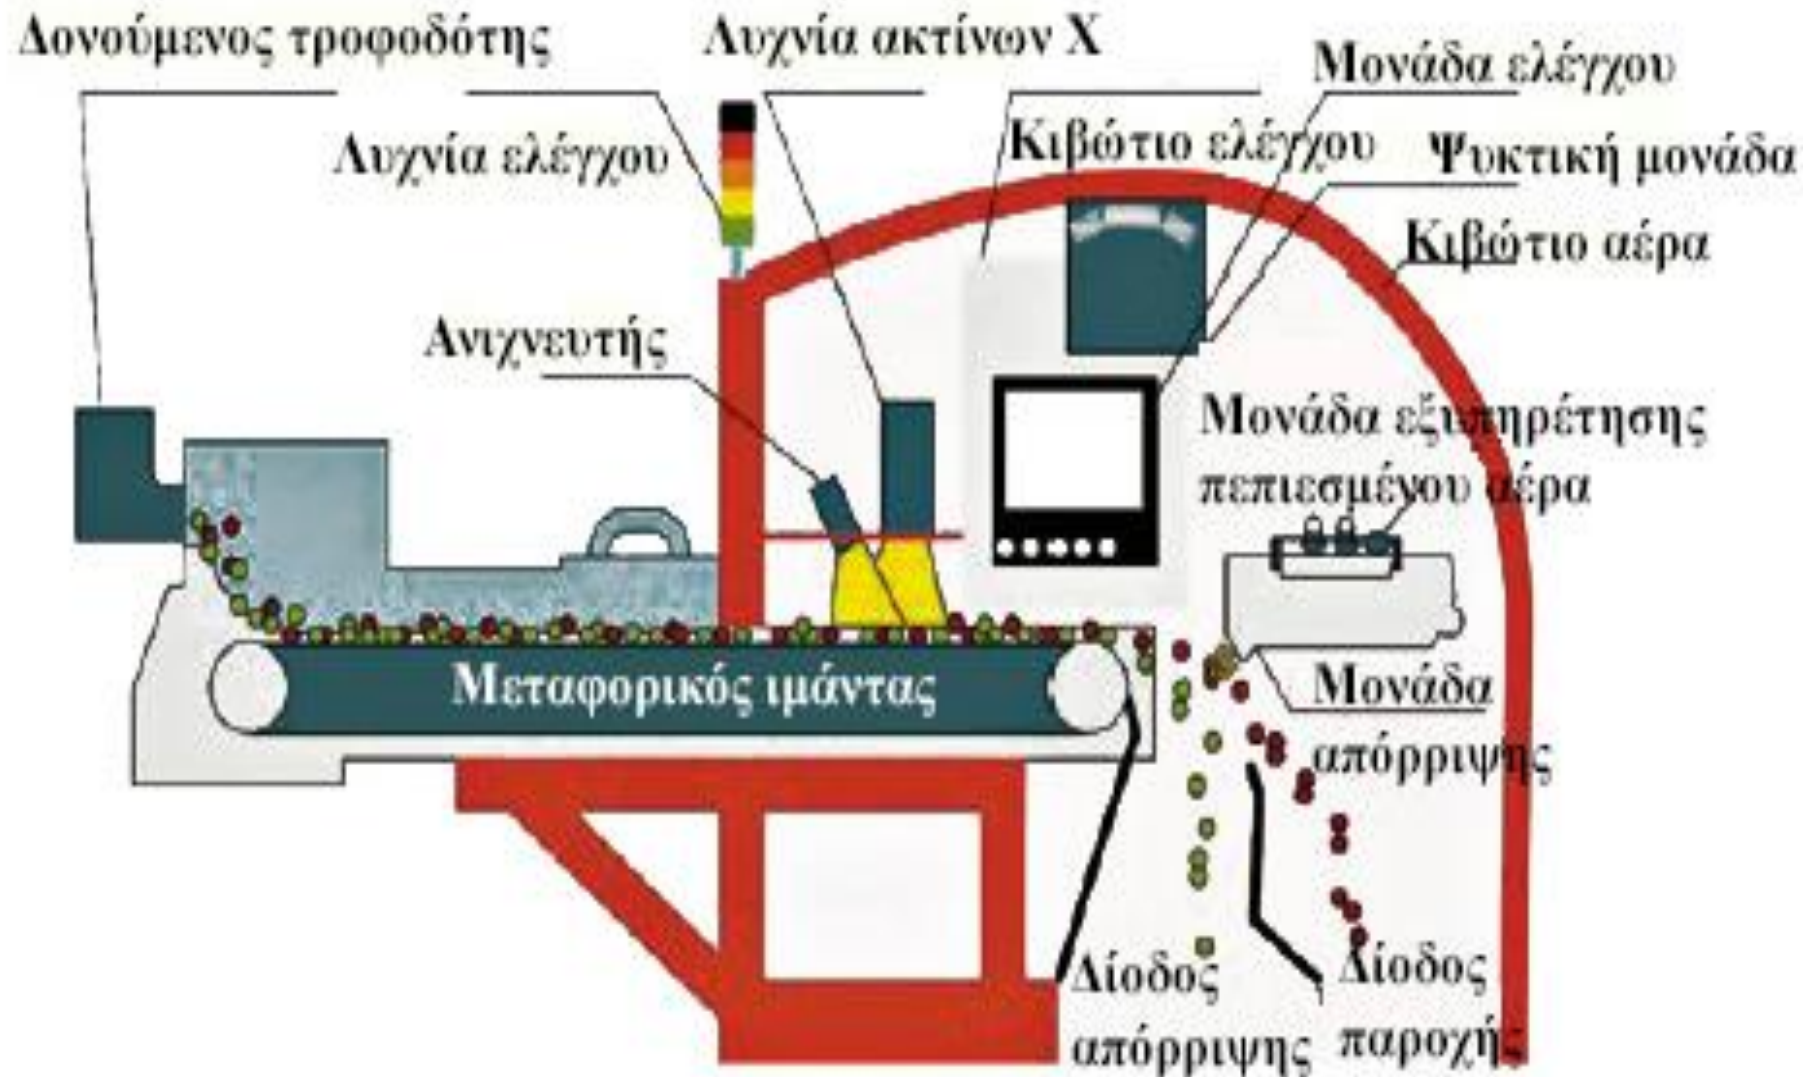 Δονούμενος τροφοδότης
Λυχνία ακτίνων Χ
Μονάδα ελέγχου
Λυχνία ελέγχου
Κιβώτιο ελέγχου
Ψυκτική μονάδα
Κιβώτιο αέρα
Ανιχνευτής
Μονάδα εξυπηρέτησης
πεπιεσμένου αέρα
Μεταφορικός ιμάντας
Μονάδα
απόρριψης
Δίοδος
απόρριψης
Δίοδος
παροχής